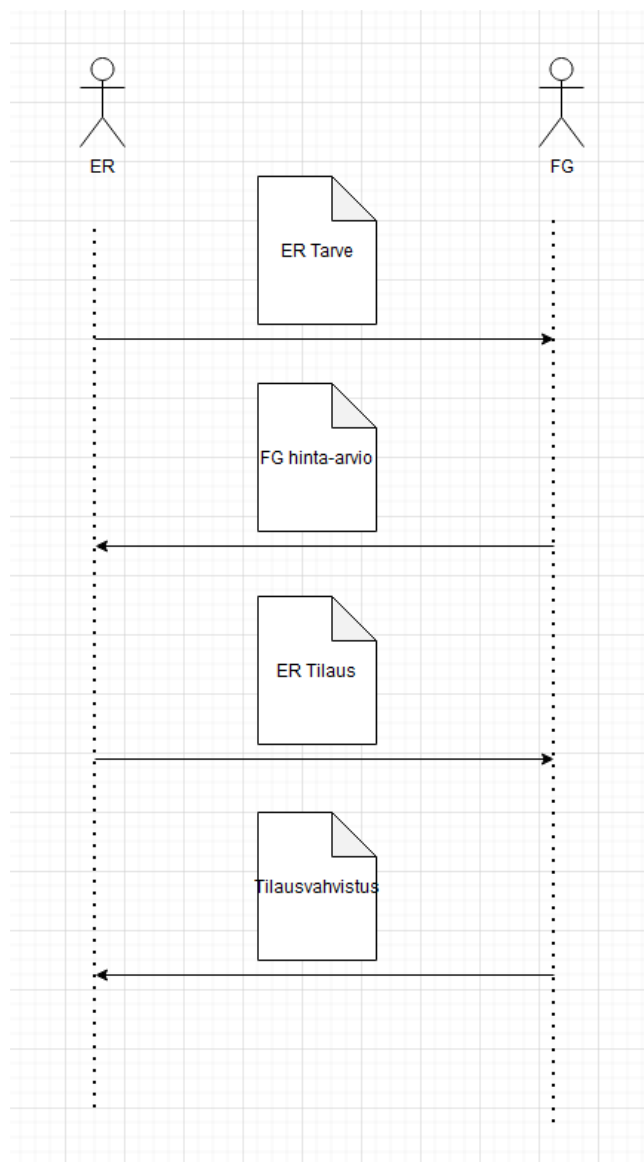 ER
FG
ER Tarve
FG hinta-arvio
ER Tilaus
Tilausvahvistus